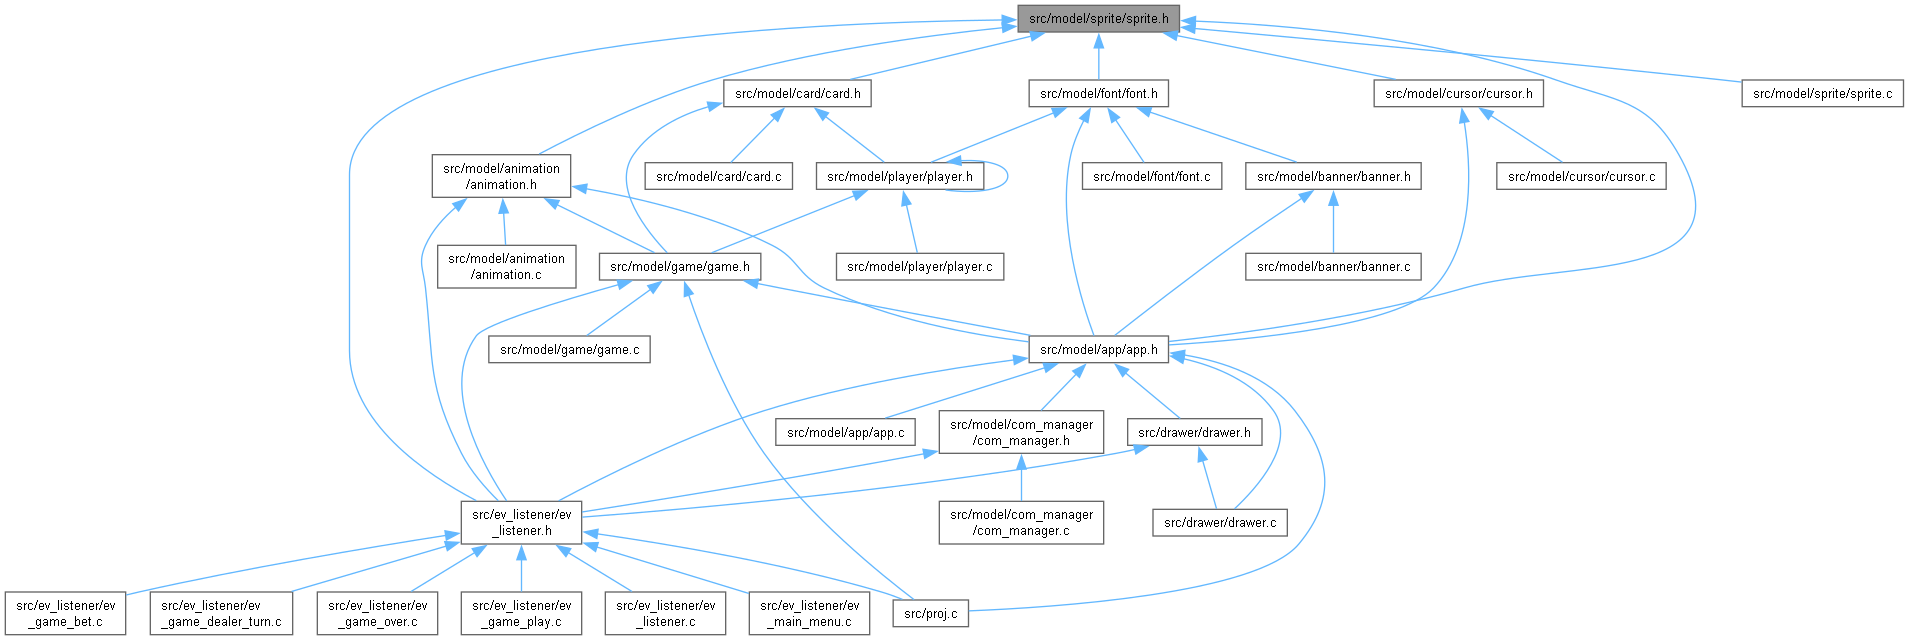 src/model/sprite/sprite.h
src/model/card/card.h
src/model/font/font.h
src/model/cursor/cursor.h
src/model/sprite/sprite.c
src/model/animation
/animation.h
src/model/card/card.c
src/model/player/player.h
src/model/font/font.c
src/model/banner/banner.h
src/model/cursor/cursor.c
src/model/animation
/animation.c
src/model/game/game.h
src/model/player/player.c
src/model/banner/banner.c
src/model/game/game.c
src/model/app/app.h
src/model/app/app.c
src/model/com_manager
/com_manager.h
src/drawer/drawer.h
src/ev_listener/ev
_listener.h
src/model/com_manager
/com_manager.c
src/drawer/drawer.c
src/ev_listener/ev
_game_bet.c
src/ev_listener/ev
_game_dealer_turn.c
src/ev_listener/ev
_game_over.c
src/ev_listener/ev
_game_play.c
src/ev_listener/ev
_listener.c
src/ev_listener/ev
_main_menu.c
src/proj.c